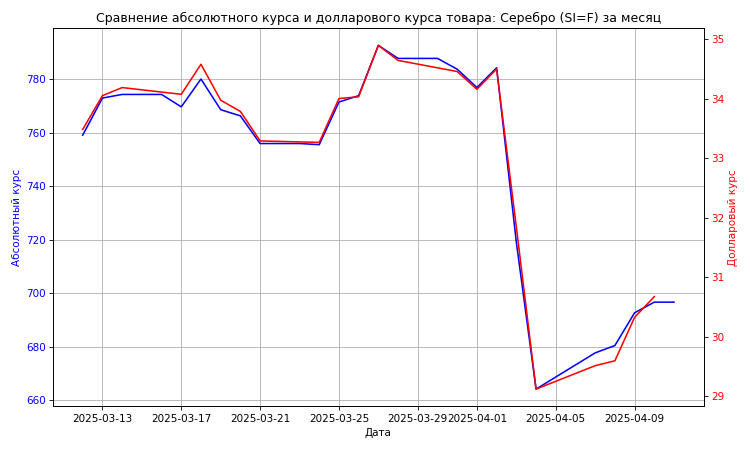 Сравнение абсолютного курса и долларового курса товара: Серебро (SI=F) за месяц
Абсолютный курс
780
760
740
720
700
680
660
35
34
33
32
31
30
29
Долларовый курс
2025-03-13 2025-03-17 2025-03-21 2025-03-25 2025-03-29 2025-04-01 2025-04-05 2025-04-09
Дата